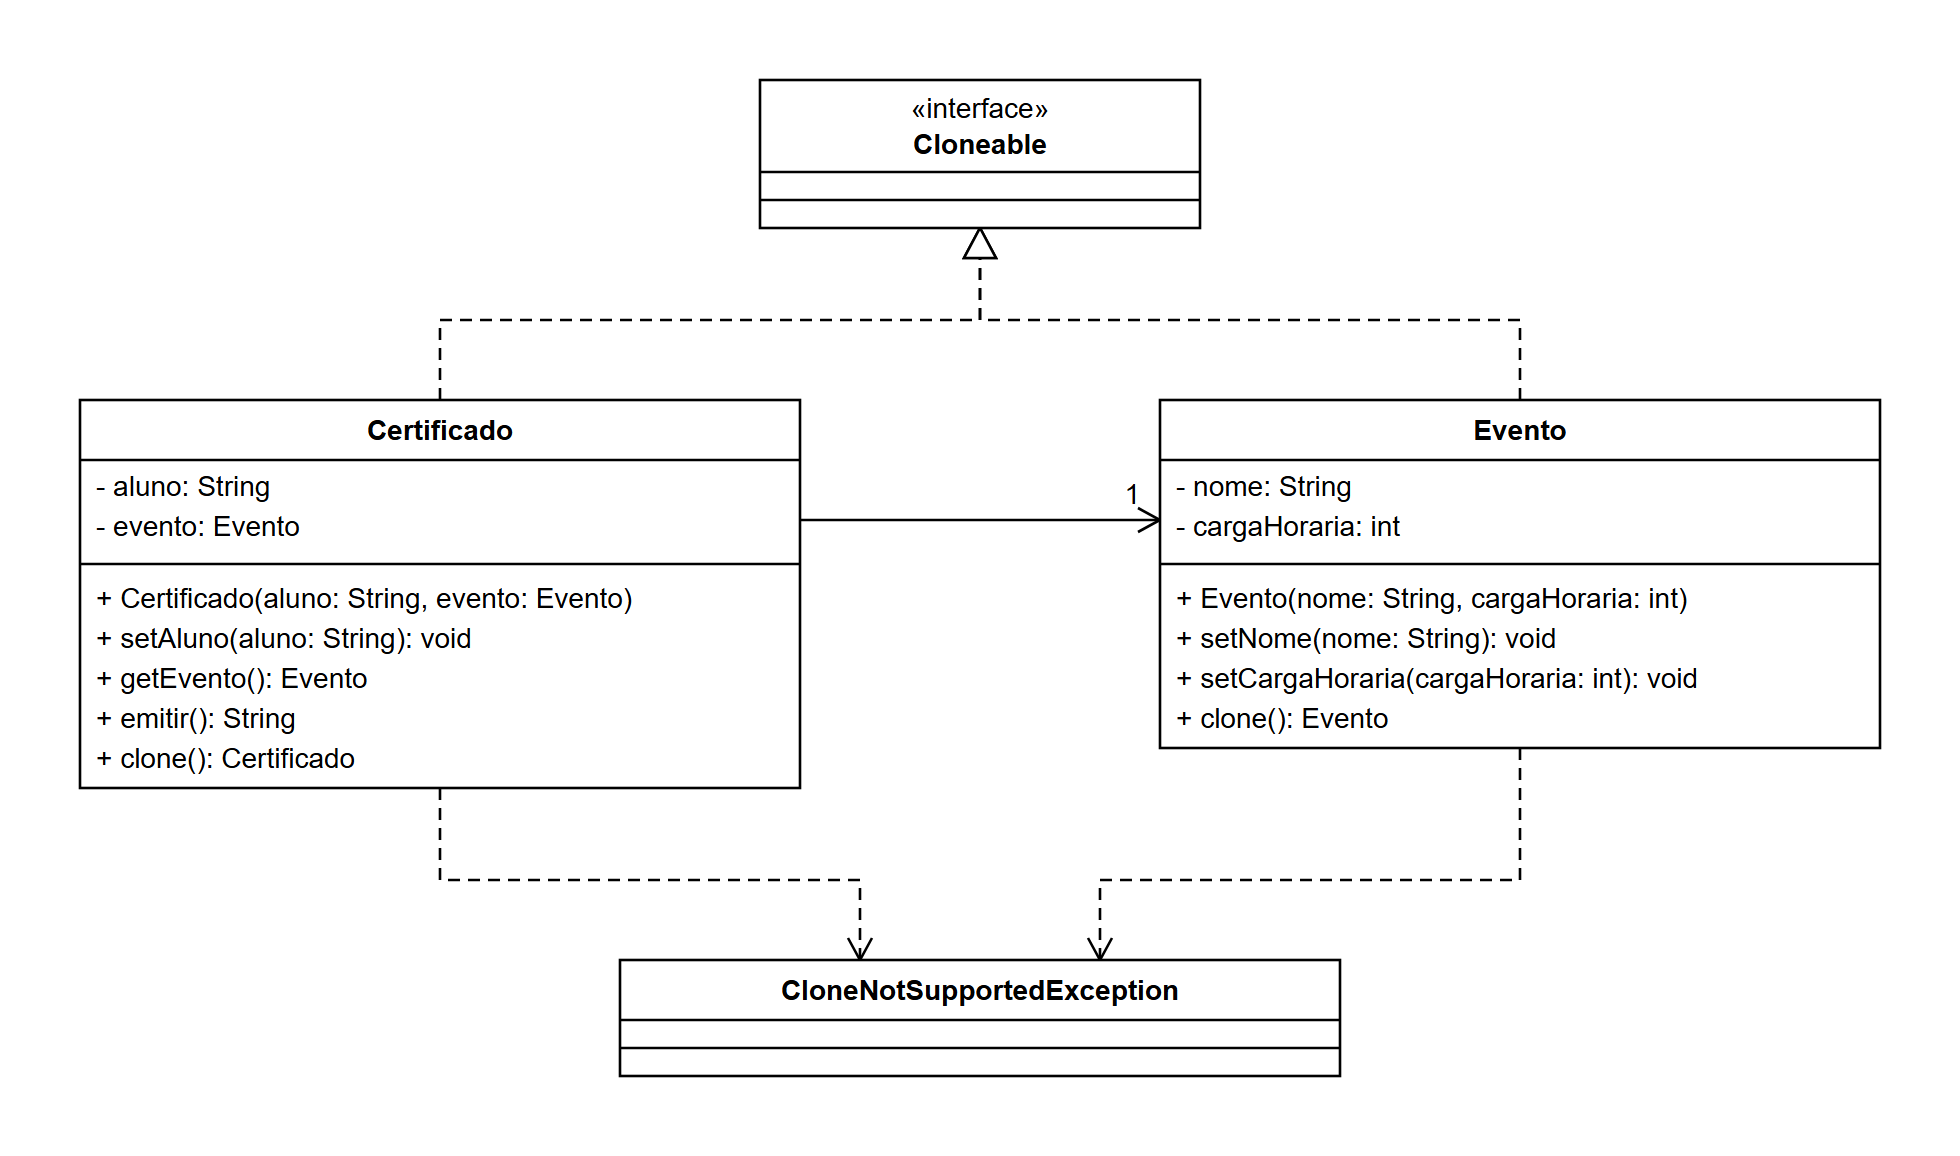 «interface»
Cloneable
Certificado
- aluno: String
- evento: Evento
+ Certificado(aluno: String, evento: Evento)
+ setAluno(aluno: String): void
+ getEvento(): Evento
+ emitir(): String
+ clone(): Certificado
1
Evento
- nome: String
- cargaHoraria: int
+ Evento(nome: String, cargaHoraria: int)
+ setNome(nome: String): void
+ setCargaHoraria(cargaHoraria: int): void
+ clone(): Evento
CloneNotSupportedException